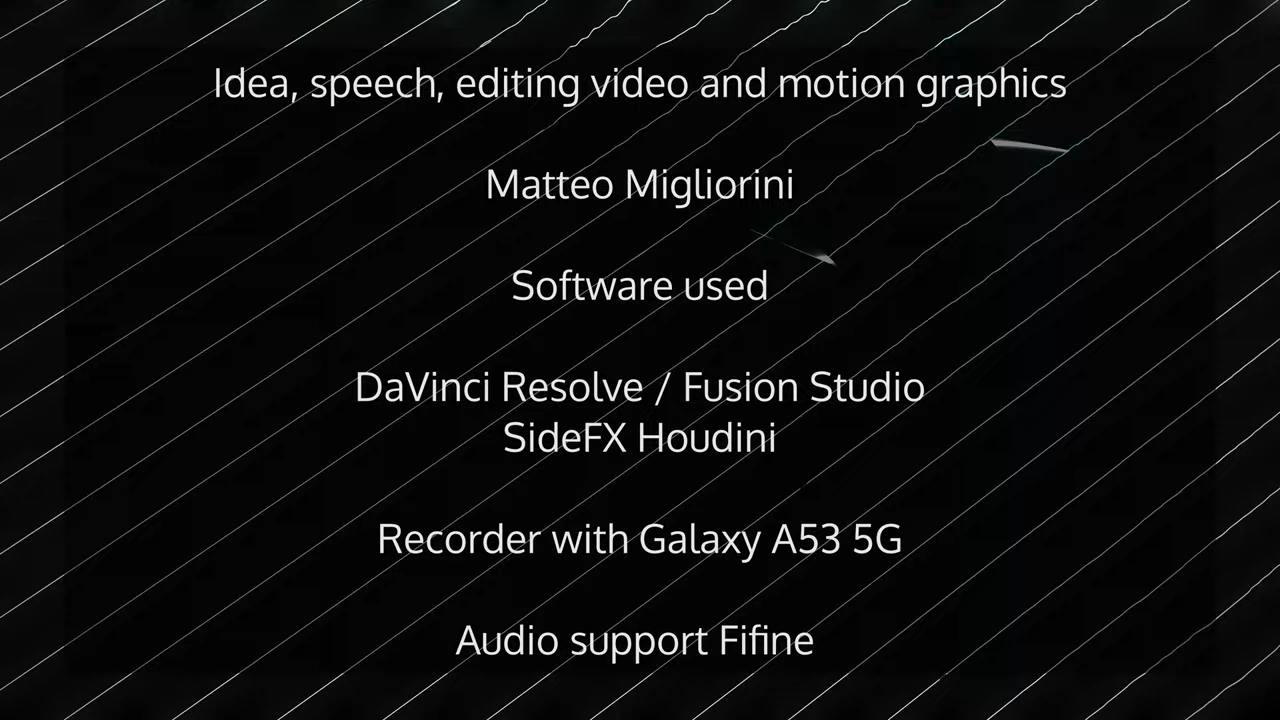 Idea, speech, editing video and motion graphics
Matteo Migliorini
Software used
DaVinci Resolve / Fusion Studio
SideFX Houdini
Recorder with Galaxy A53 5G
Audio support Fifine